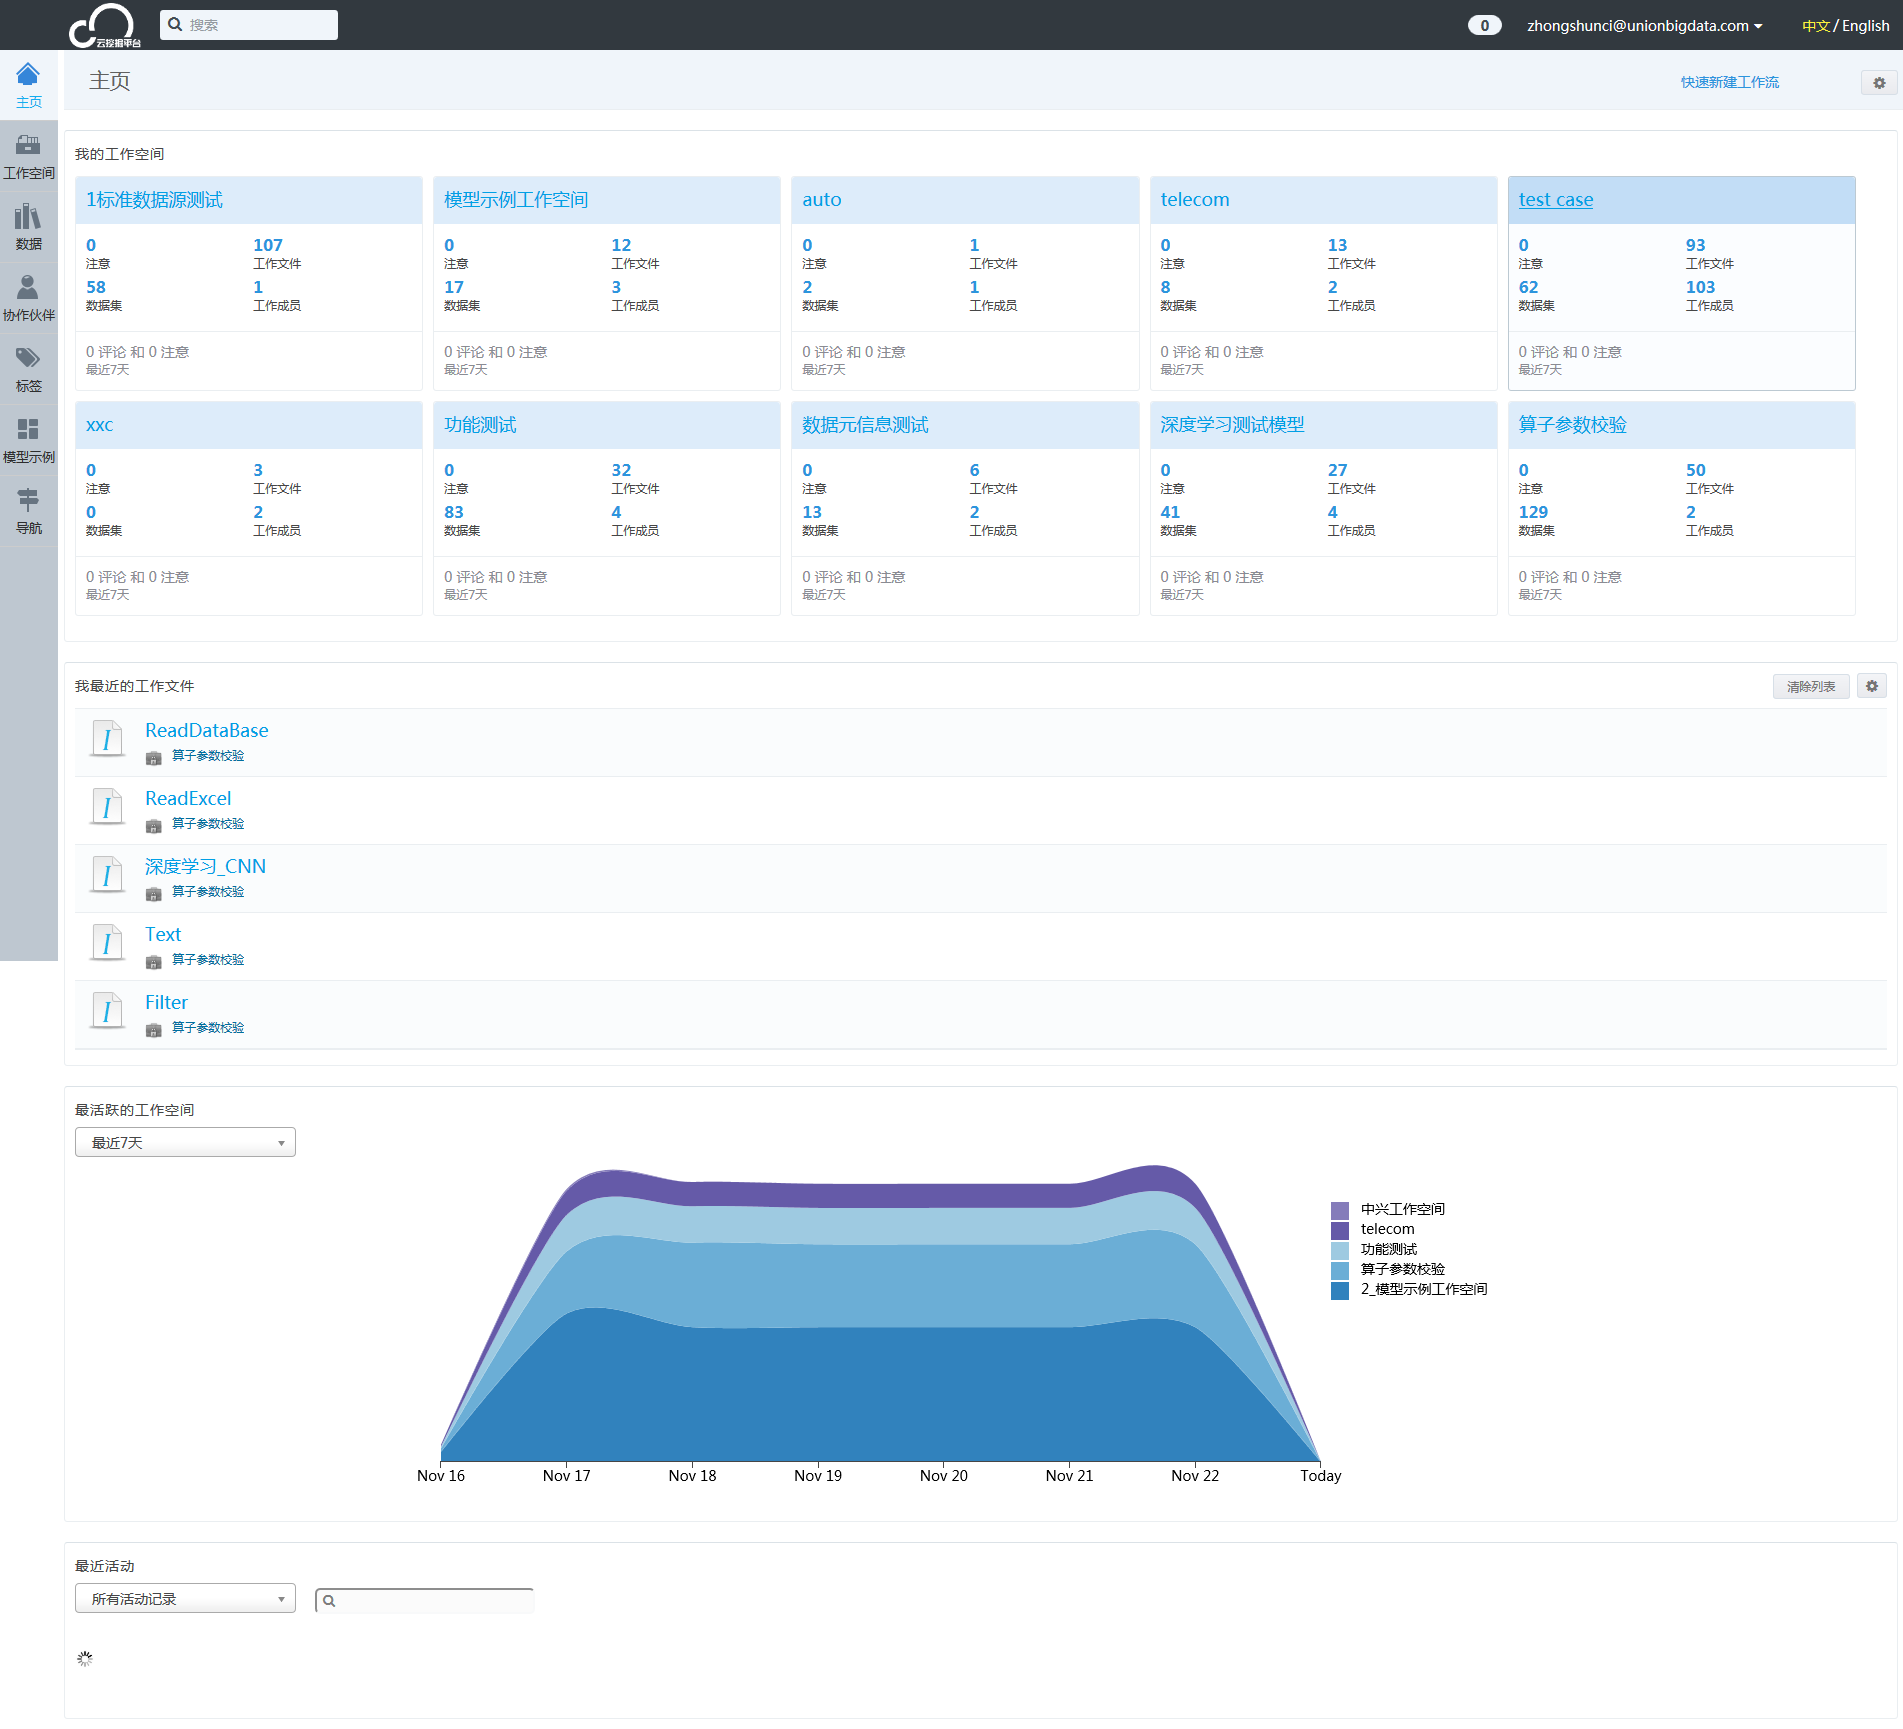 云挖掘平台
搜索
0
zhongshunci@unionbigdata.com
中文 / English
主页
工作空间
数据
协作伙伴
标签
模型示例
导航
主页
快速新建工作流
我的工作空间
1标准数据源测试
0 107
注意 工作文件
58 1
数据集 工作成员
0 评论 和 0 注意
最近7天
模型示例工作空间
0 12
注意 工作文件
17 3
数据集 工作成员
0 评论 和 0 注意
最近7天
auto
0 1
注意 工作文件
2 1
数据集 工作成员
0 评论 和 0 注意
最近7天
telecom
0 13
注意 工作文件
8 2
数据集 工作成员
0 评论 和 0 注意
最近7天
test case
0 93
注意 工作文件
62 103
数据集 工作成员
0 评论 和 0 注意
最近7天
xxc
0 3
注意 工作文件
0 2
数据集 工作成员
0 评论 和 0 注意
最近7天
功能测试
0 32
注意 工作文件
83 4
数据集 工作成员
0 评论 和 0 注意
最近7天
数据元信息测试
0 6
注意 工作文件
13 2
数据集 工作成员
0 评论 和 0 注意
最近7天
深度学习测试模型
0 27
注意 工作文件
41 4
数据集 工作成员
0 评论 和 0 注意
最近7天
算子参数校验
0 50
注意 工作文件
129 2
数据集 工作成员
0 评论 和 0 注意
最近7天
我最近的工作文件
清除列表
I
ReadDataBase
算子参数校验
I
ReadExcel
算子参数校验
I
深度学习_CNN
算子参数校验
I
Text
算子参数校验
I
Filter
算子参数校验
最活跃的工作空间
最近7天
中兴工作空间
telecom
功能测试
算子参数校验
2_模型示例工作空间
Nov 16 Nov 17 Nov 18 Nov 19 Nov 20 Nov 21 Nov 22 Today
最近活动
所有活动记录